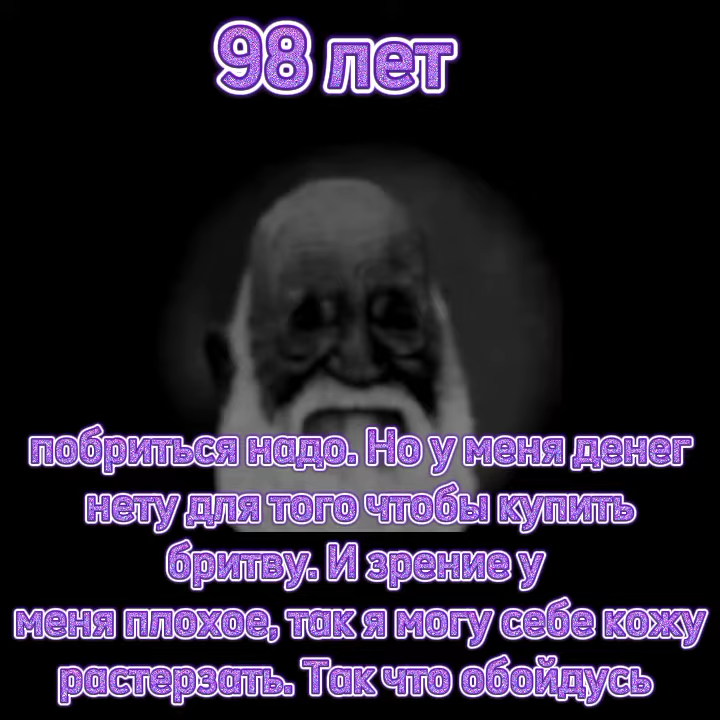 98 лет
побриться надо. Но у меня денег
нету для того чтобы купить
бритву. И зрение у
меня плохое, так я могу себе кожу
растерзать. Так что обойдусь